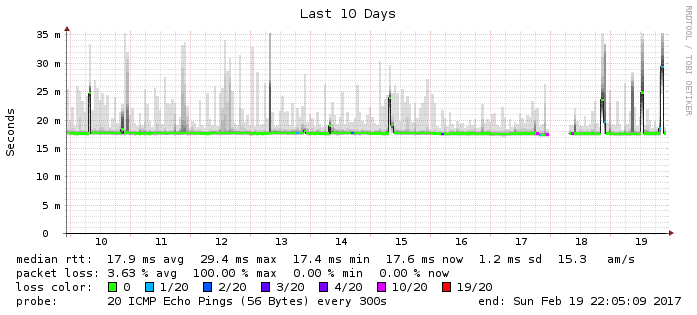 Last 10 Days
RRDTOOL / TOBI OETIKER
Seconds
35 m
30 m
25 m
20 m
15 m
10 m
5 m
0
10 11 12 13 14 15 16 17 18 19
median rtt: 17.9 ms avg 29.4 ms max 17.4 ms min 17.6 ms now 1.2 ms sd 15.3 am/s
packet loss: 3.63 % avg 100.00 % max 0.00 % min 0.00 % now
loss color: 0 1/20 2/20 3/20 4/20 10/20 19/20
probe: 20 ICMP Echo Pings (56 Bytes) every 300s end: Sun Feb 19 22:05:09 2017